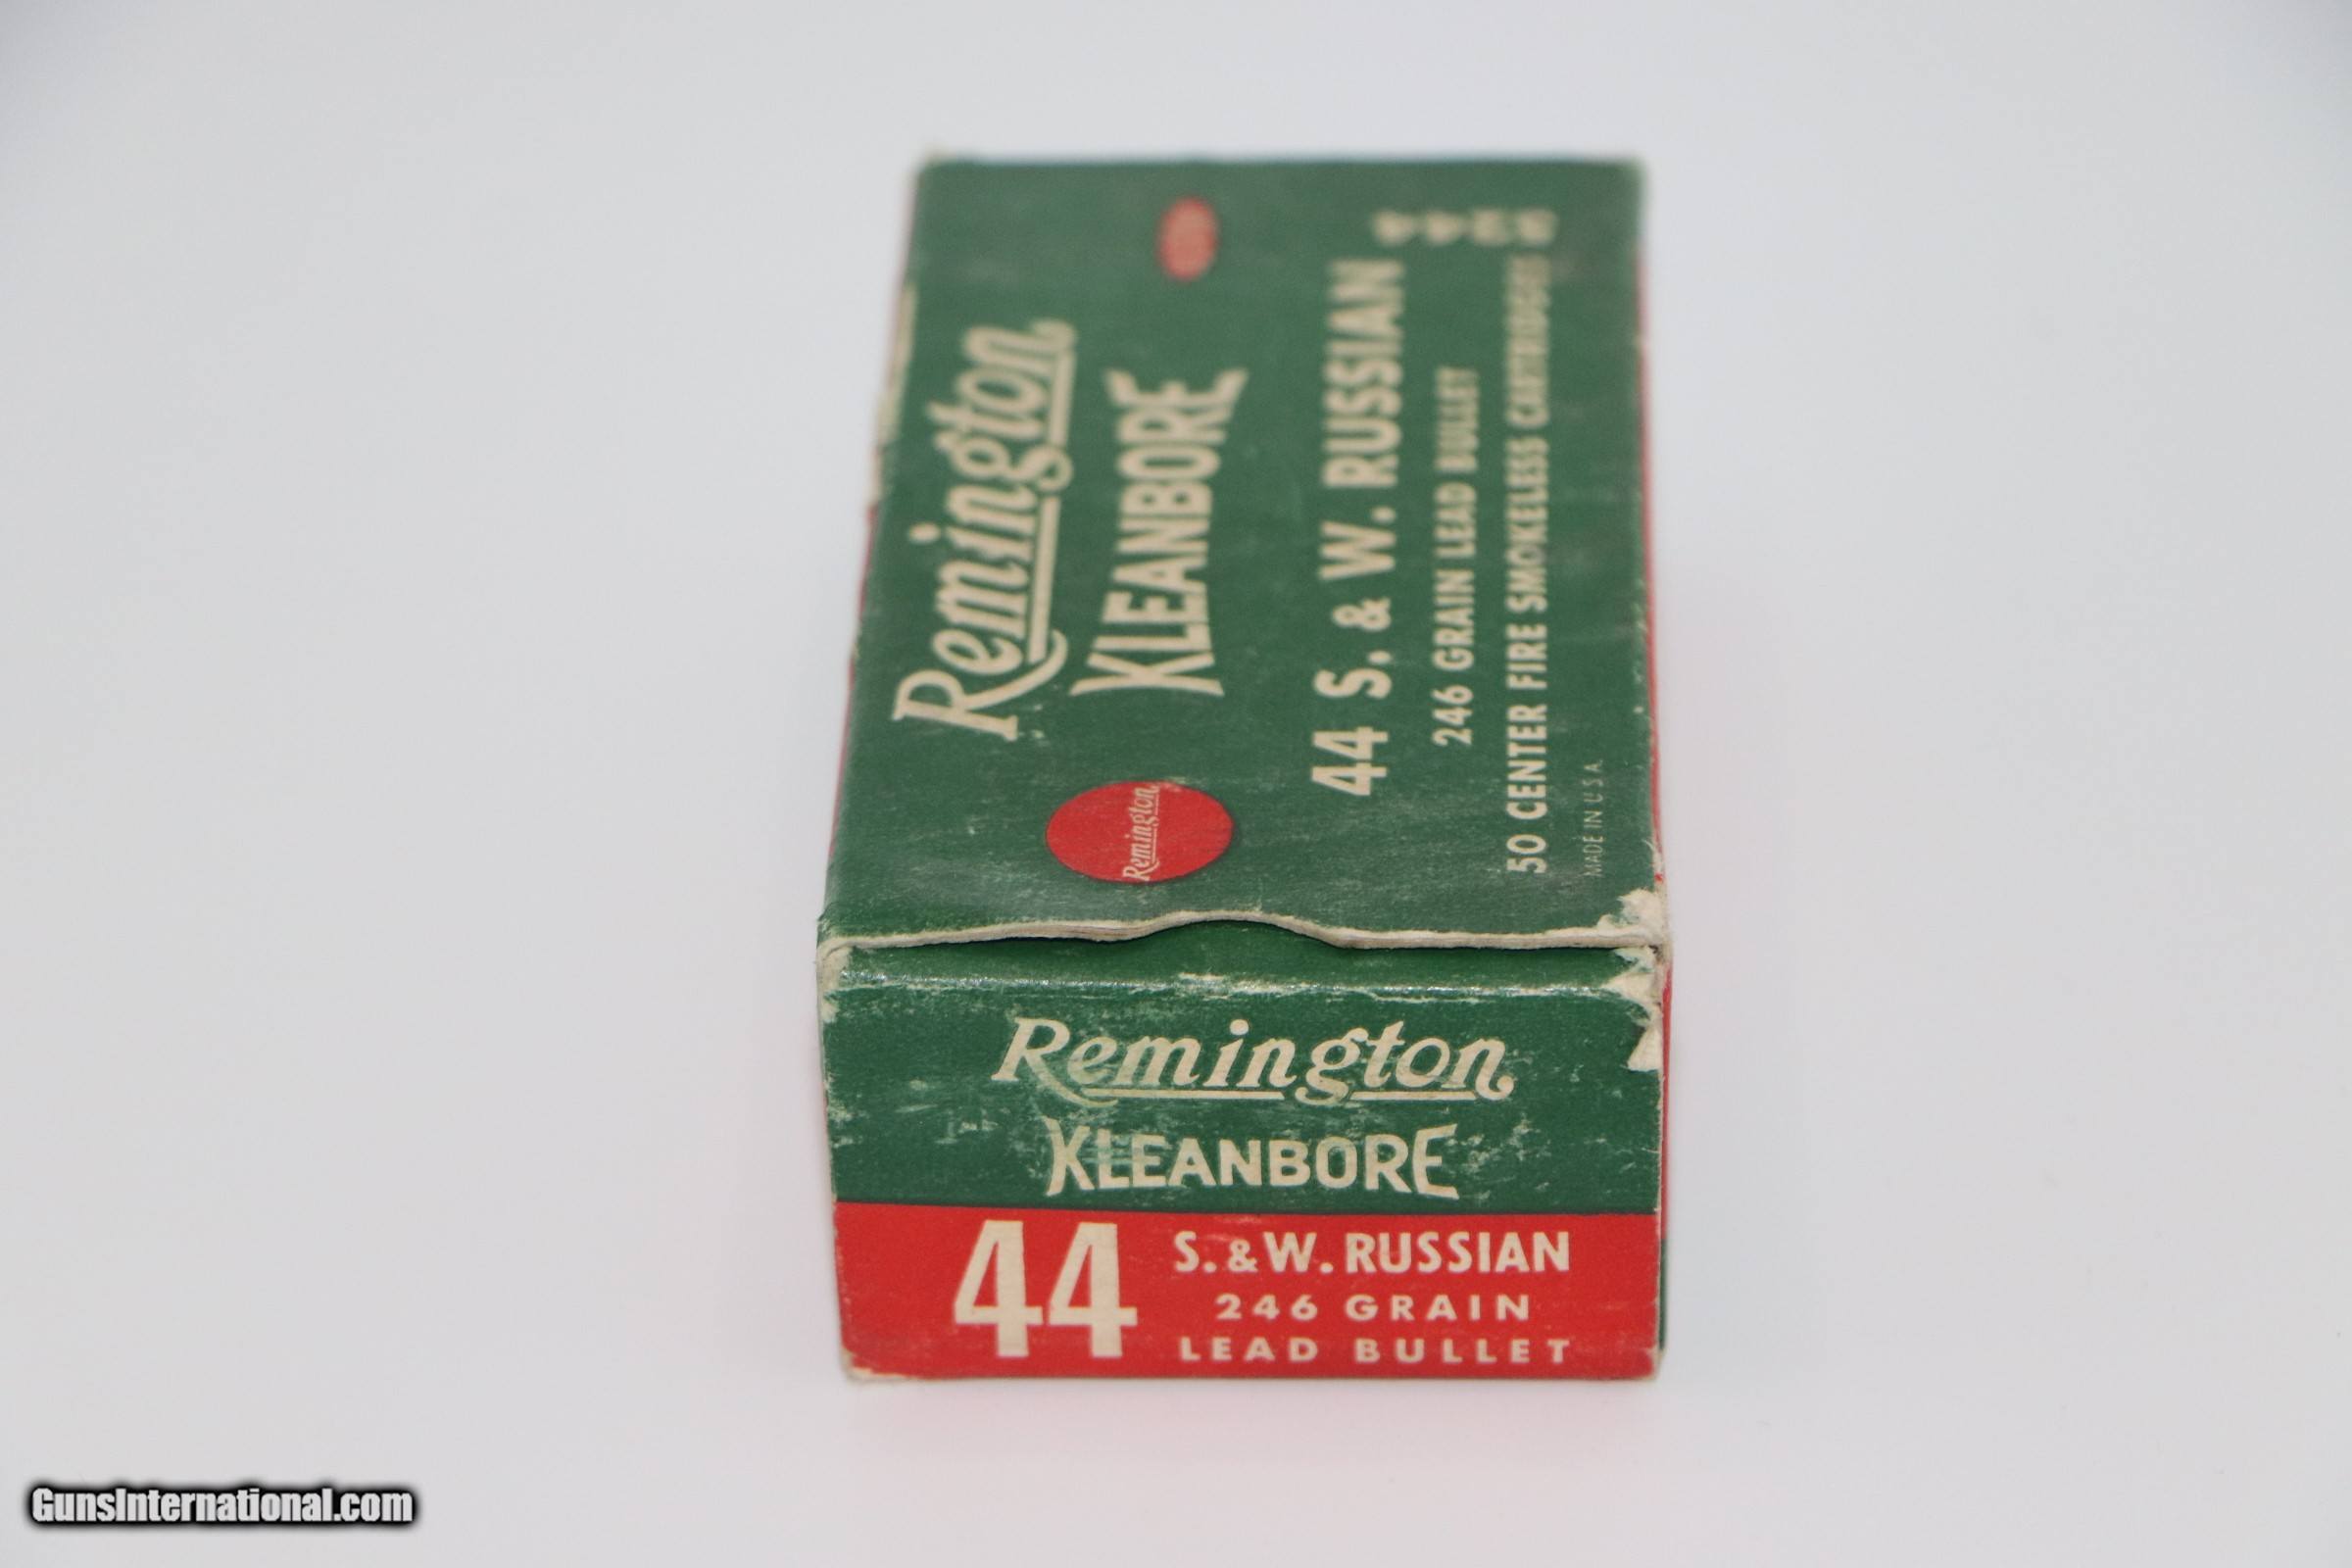 Remington
KLEANBORE
Remington
44 S. & W. RUSSIAN
246 GRAIN LEAD BULLET
50 CENTER FIRE SMOKELESS CARTRIDGES
MADE IN U.S.A.
Remington
KLEANBORE
44 S. & W. RUSSIAN
246 GRAIN
LEAD BULLET
GunsInternational.com